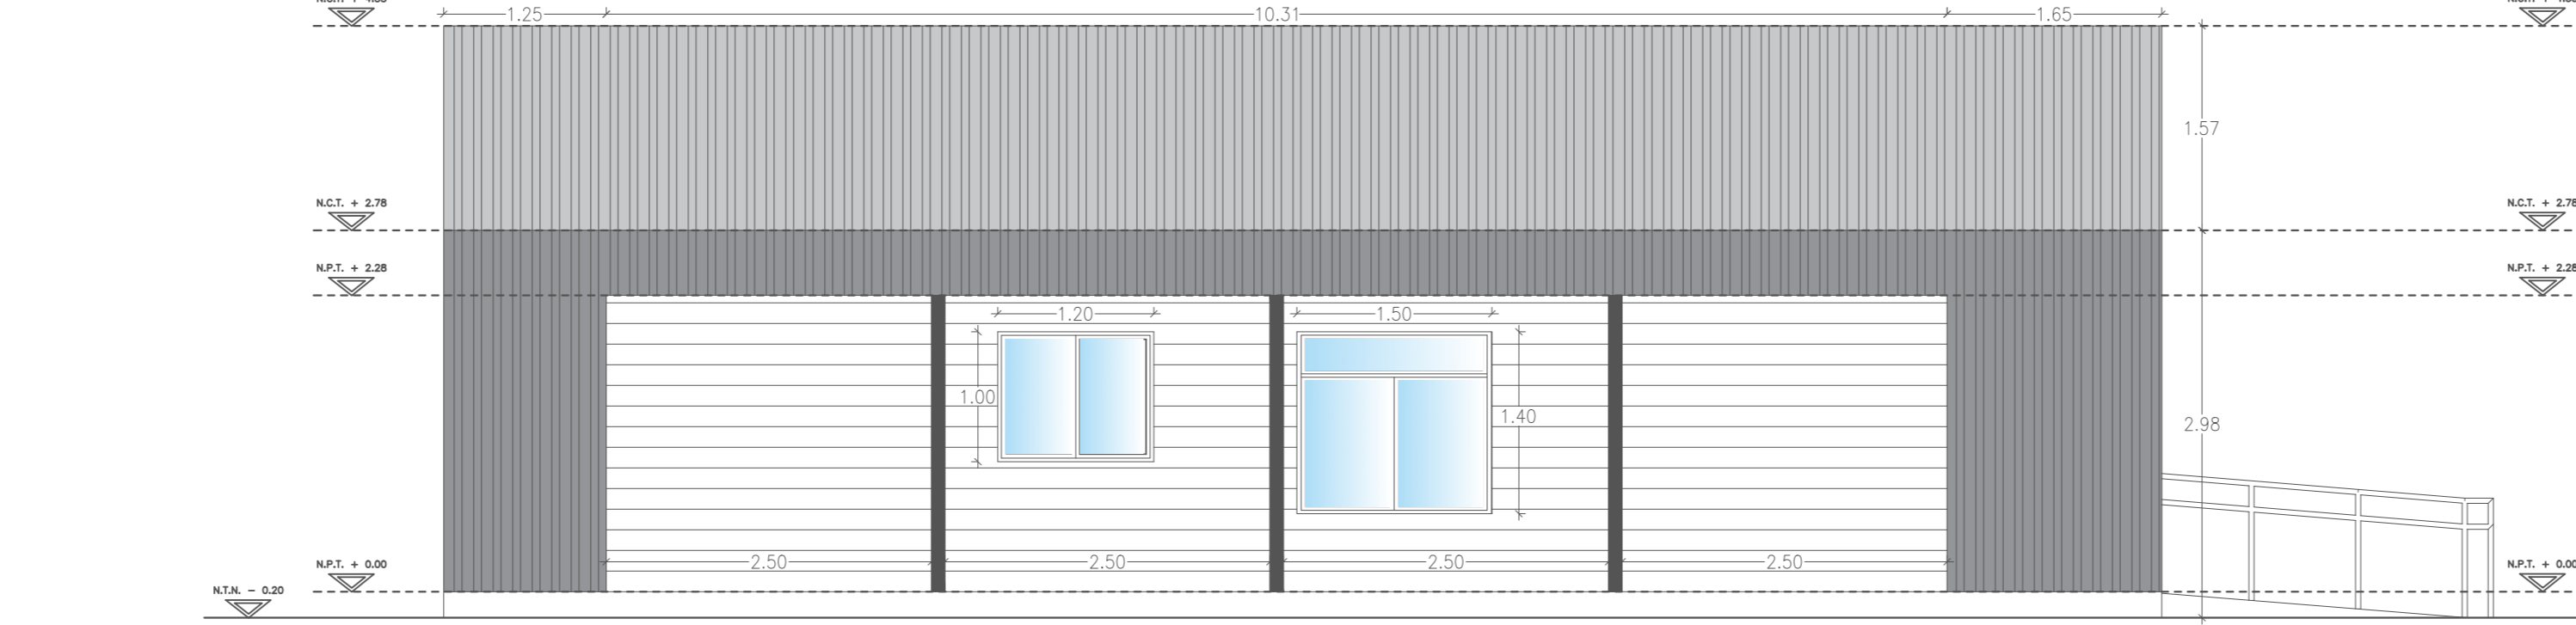 1.25
10.31
1.65
1.57
N.C.T. + 2.78
N.C.T. + 2.78
N.P.T. + 2.28
N.P.T. + 2.28
1.20
1.50
1.00
1.40
2.98
2.50
2.50
2.50
2.50
N.P.T. + 0.00
N.P.T. + 0.00
N.T.N. - 0.20